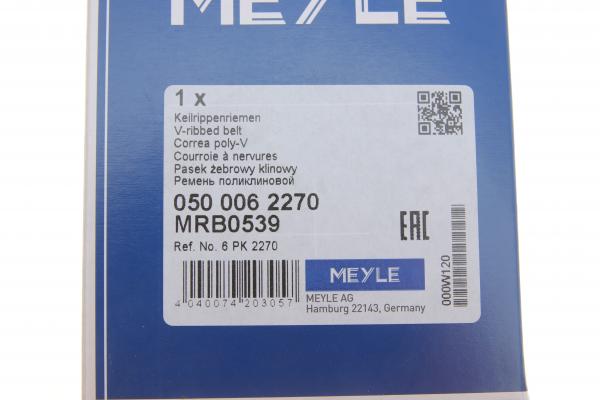 MEYLE
1 x
Keilrippenriemen
V-ribbed belt
Correa poly-V
Courroie à nervures
Pasek żebrowy klinowy
Ремень поликлиновой
050 006 2270
MRB0539
Ref. No. 6 PK 2270
EAC
4 040074 203057
MEYLE
MEYLE AG
Hamburg 22143, Germany
000W120